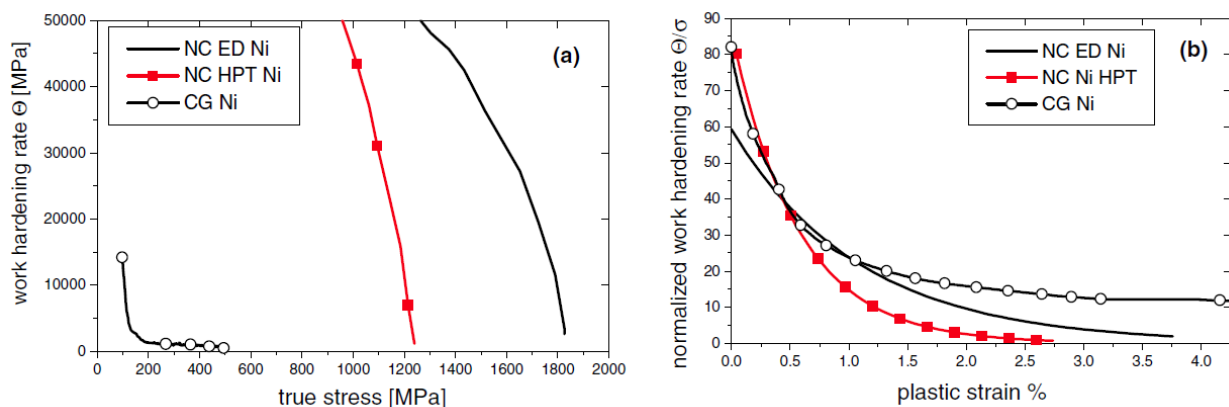 50000
40000
30000
20000
10000
0
work hardening rate Θ [MPa]
NC ED Ni
NC HPT Ni
CG Ni
(a)
0 200 400 600 800 1000 1200 1400 1600 1800 2000
true stress [MPa]
90
80
70
60
50
40
30
20
10
0
normalized work hardening rate Θ/σ
NC ED Ni
NC Ni HPT
CG Ni
(b)
0.0 0.5 1.0 1.5 2.0 2.5 3.0 3.5 4.0
plastic strain %